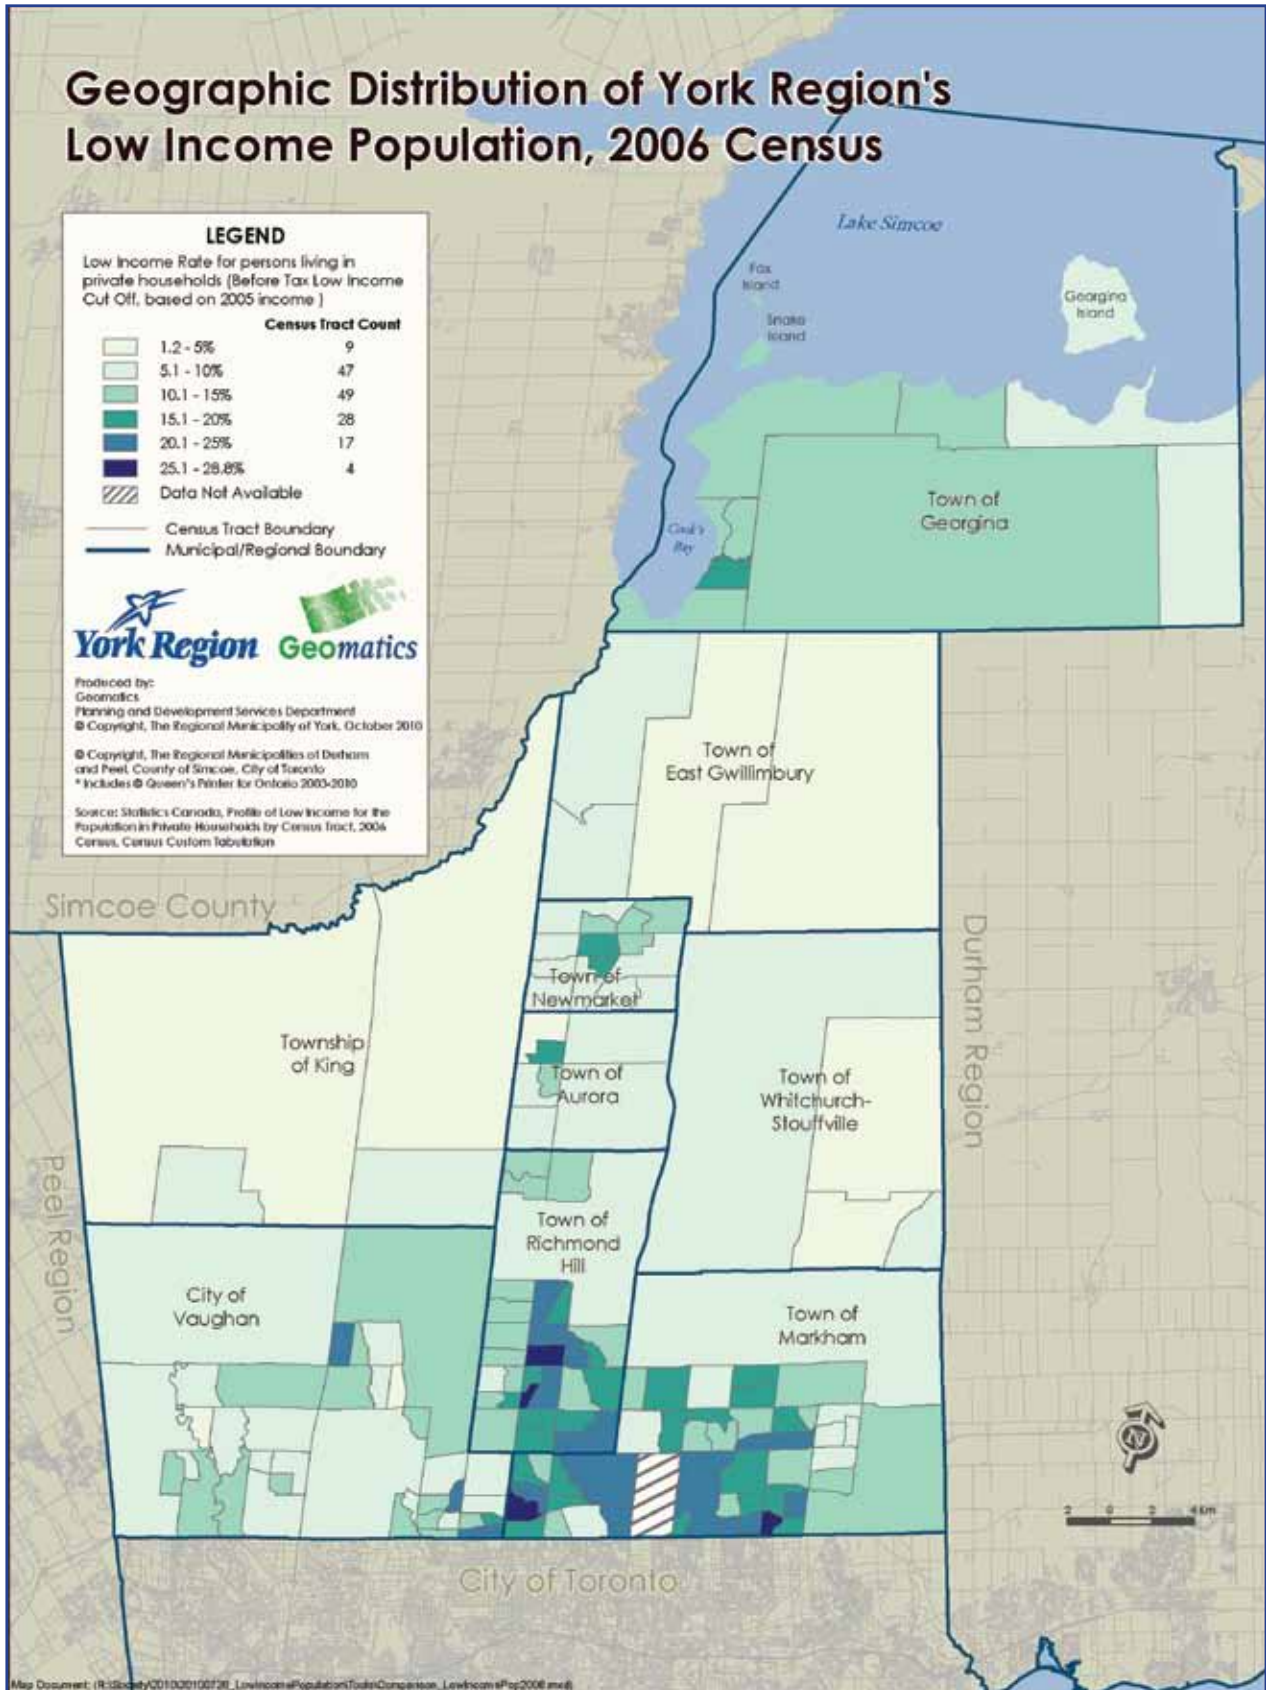 Geographic Distribution of York Region's
Low Income Population, 2006 Census
LEGEND
Low Income Rate for persons living in
private households (Before Tax Low Income
Cut Off, based on 2005 income )
Census Tract Count
1.2 - 5% 9
5.1 - 10% 47
10.1 - 15% 49
15.1 - 20% 28
20.1 - 25% 17
25.1 - 28.8% 4
Data Not Available
Census Tract Boundary
Municipal/Regional Boundary
York Region Geomatics
Produced by:
Geomatics
Planning and Development Services Department
© Copyright, The Regional Municipality of York, October 2010
© Copyright, The Regional Municipalities of Durham
and Peel, County of Simcoe, City of Toronto
* Includes © Queen's Printer for Ontario 2003-2010
Source: Statistics Canada, Profile of Low Income for the
Population in Private Households by Census Tract, 2006
Census, Census Custom Tabulation
Lake Simcoe
Fox
Island
Snake
Island
Georgina
Island
Cook's
Bay
Town of
Georgina
Town of
East Gwillimbury
Simcoe County
Town of
Newmarket
Durham Region
Township
of King
Town of
Aurora
Town of
Whitchurch-
Stouffville
Peel Region
Town of
Richmond
Hill
City of
Vaughan
Town of
Markham
N
2 0 2 4 Km
City of Toronto